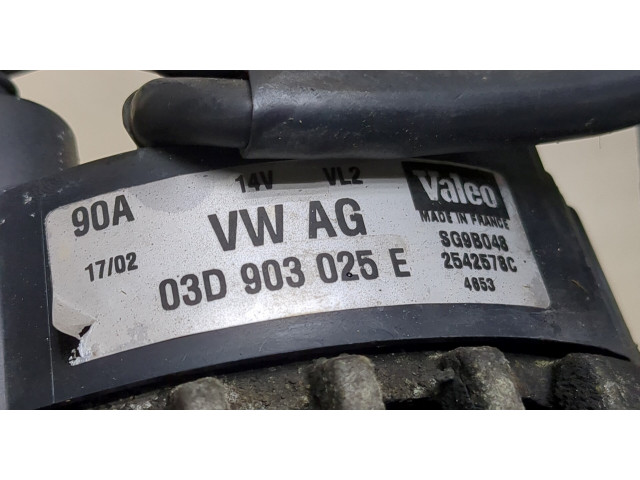 90A 14V VL2 Valeo
MADE IN FRANCE
VW AG SG9B048
17/02 03D 903 025 E 2542578C
4853